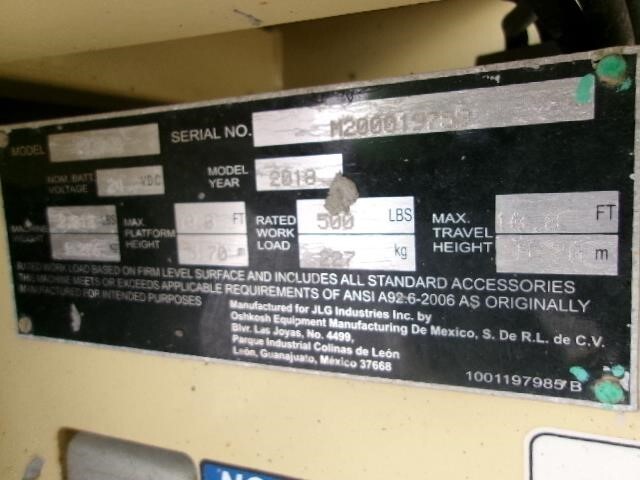 MODEL
SERIAL NO.
NOM. BATT. VOLTAGE VDC
MODEL YEAR 2018
LBS
MAX. PLATFORM HEIGHT FT
m
RATED WORK LOAD 500 LBS
227 kg
MAX. TRAVEL HEIGHT FT
m
RATED WORK LOAD BASED ON FIRM LEVEL SURFACE AND INCLUDES ALL STANDARD ACCESSORIES
THE MACHINE MEETS OR EXCEEDS APPLICABLE REQUIREMENTS OF ANSI A92.6-2006 AS ORIGINALLY
MANUFACTURED FOR INTENDED PURPOSES
Manufactured for JLG Industries Inc. by
Oshkosh Equipment Manufacturing De Mexico, S. De R.L. de C.V.
Blvr. Las Joyas, No. 4499,
Parque Industrial Colinas de León
León, Guanajuato, México 37668
1001197985 B